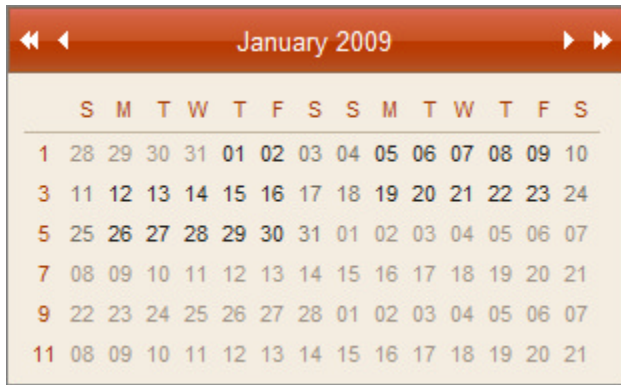 January 2009
S M T W T F S S M T W T F S
1 28 29 30 31 01 02 03 04 05 06 07 08 09 10
3 11 12 13 14 15 16 17 18 19 20 21 22 23 24
5 25 26 27 28 29 30 31 01 02 03 04 05 06 07
7 08 09 10 11 12 13 14 15 16 17 18 19 20 21
9 22 23 24 25 26 27 28 01 02 03 04 05 06 07
11 08 09 10 11 12 13 14 15 16 17 18 19 20 21